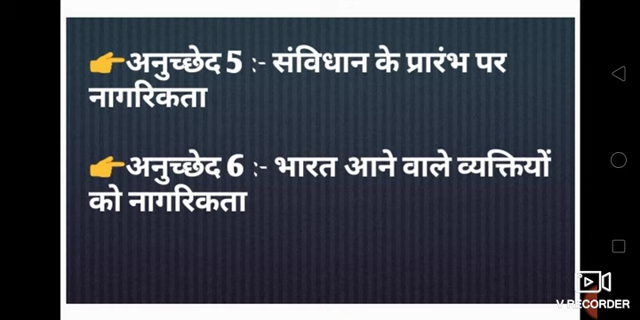 👉अनुच्छेद 5 :- संविधान के प्रारंभ पर
नागरिकता
👉अनुच्छेद 6 :- भारत आने वाले व्यक्तियों
को नागरिकता
V RECORDER